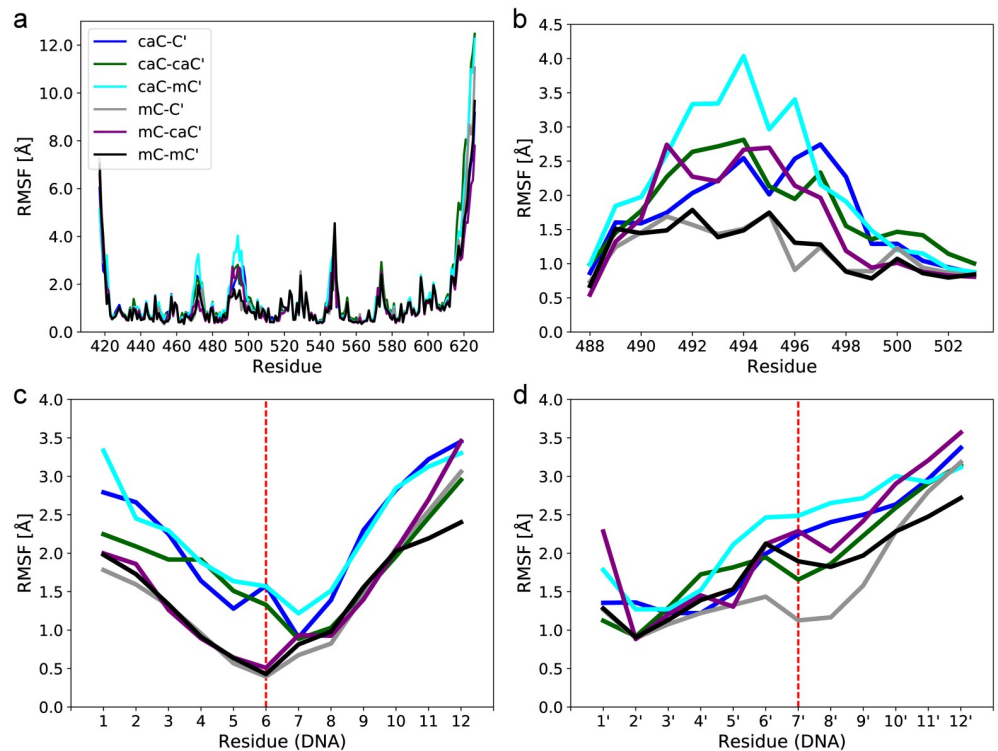 a
12.0
10.0
8.0
6.0
4.0
2.0
0.0
RMSF [Å]
caC-C'
caC-caC'
caC-mC'
mC-C'
mC-caC'
mC-mC'
420 440 460 480 500 520 540 560 580 600 620
Residue
b
4.5
4.0
3.5
3.0
2.5
2.0
1.5
1.0
0.5
0.0
RMSF [Å]
488 490 492 494 496 498 500 502
Residue
c
4.0
3.5
3.0
2.5
2.0
1.5
1.0
0.5
0.0
RMSF [Å]
1 2 3 4 5 6 7 8 9 10 11 12
Residue (DNA)
d
4.0
3.5
3.0
2.5
2.0
1.5
1.0
0.5
0.0
RMSF [Å]
1' 2' 3' 4' 5' 6' 7' 8' 9' 10' 11' 12'
Residue (DNA)